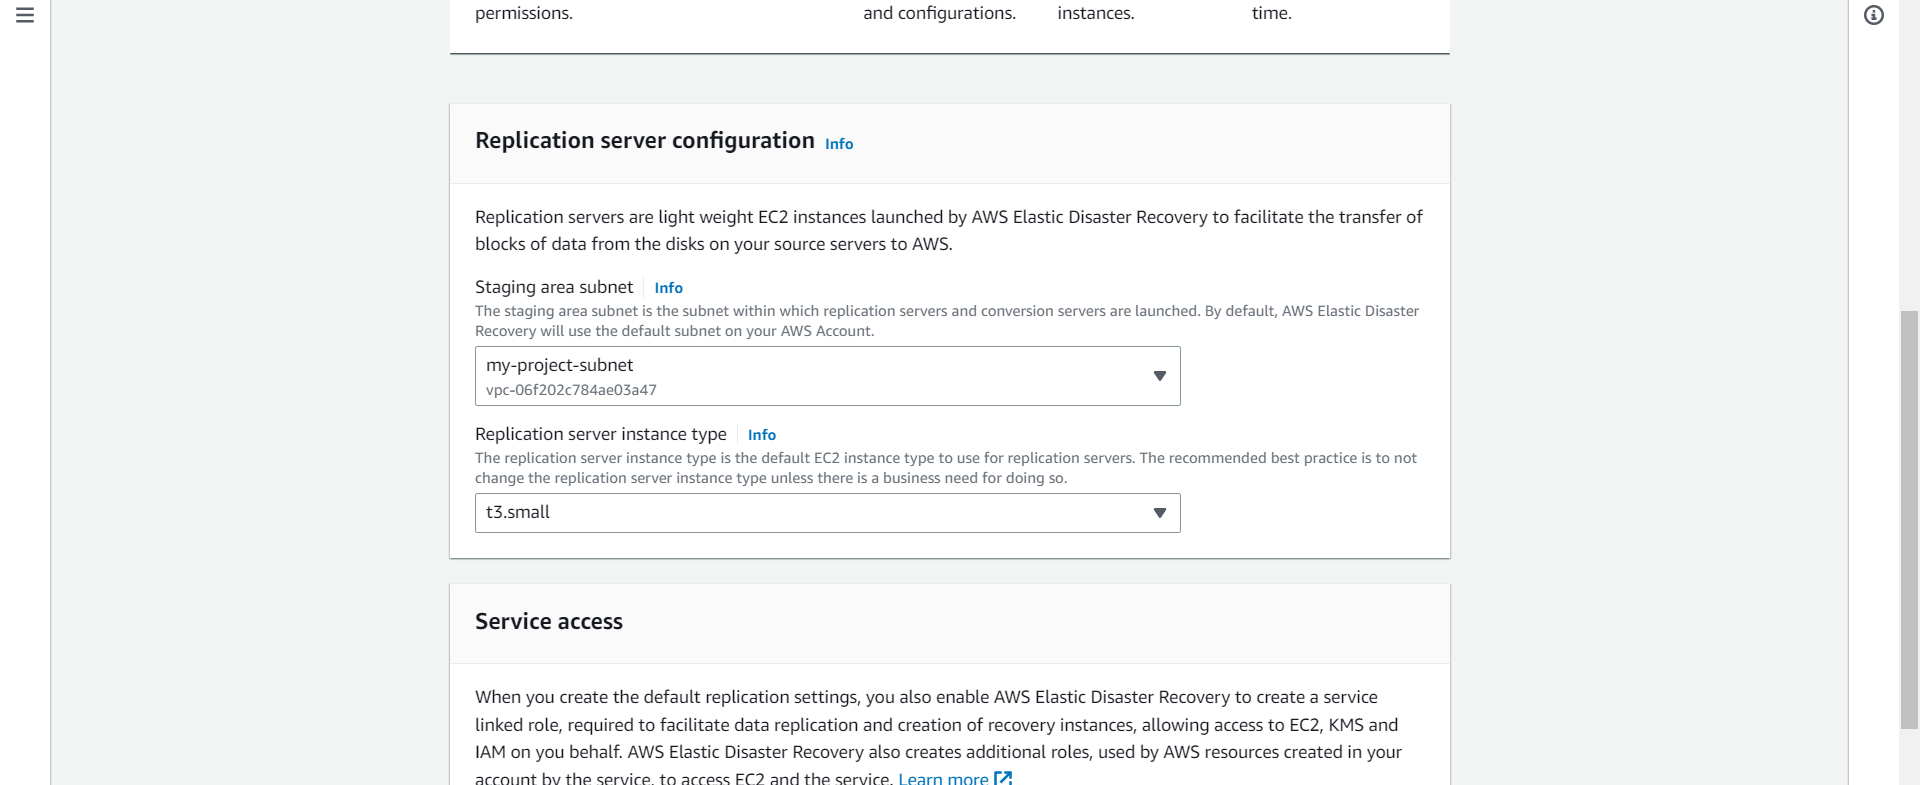 permissions.
and configurations.
instances.
time.
Replication server configuration Info
Replication servers are light weight EC2 instances launched by AWS Elastic Disaster Recovery to facilitate the transfer of
blocks of data from the disks on your source servers to AWS.
Staging area subnet Info
The staging area subnet is the subnet within which replication servers and conversion servers are launched. By default, AWS Elastic Disaster
Recovery will use the default subnet on your AWS Account.
my-project-subnet
vpc-06f202c784ae03a47
Replication server instance type Info
The replication server instance type is the default EC2 instance type to use for replication servers. The recommended best practice is to not
change the replication server instance type unless there is a business need for doing so.
t3.small
Service access
When you create the default replication settings, you also enable AWS Elastic Disaster Recovery to create a service
linked role, required to facilitate data replication and creation of recovery instances, allowing access to EC2, KMS and
IAM on you behalf. AWS Elastic Disaster Recovery also creates additional roles, used by AWS resources created in your
account by the service, to access EC2 and the service. Learn more